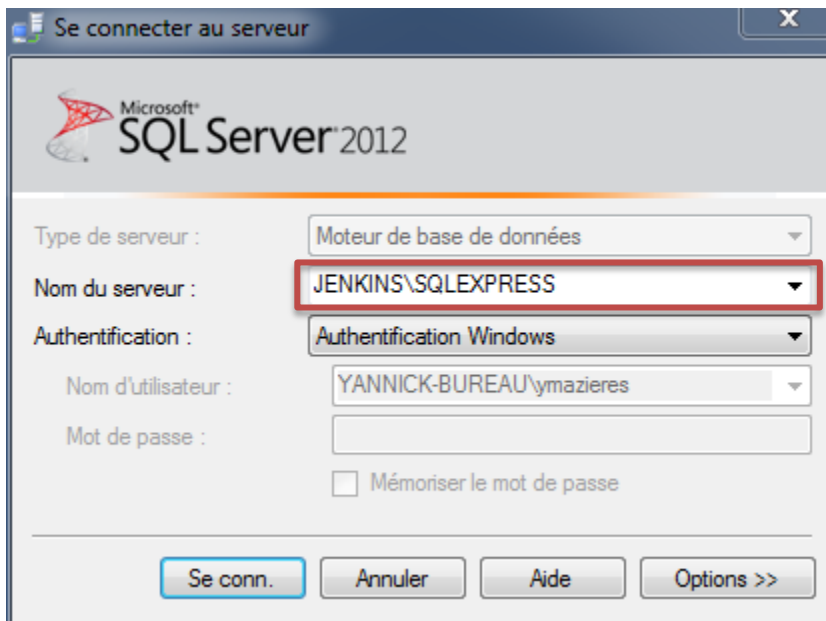 Se connecter au serveur
X
Microsoft®
SQL Server® 2012
Type de serveur : Moteur de base de données
Nom du serveur : JENKINS\SQLEXPRESS
Authentification : Authentification Windows
Nom d'utilisateur : YANNICK-BUREAU\ymazieres
Mot de passe :
Mémoriser le mot de passe
Se conn. Annuler Aide Options >>